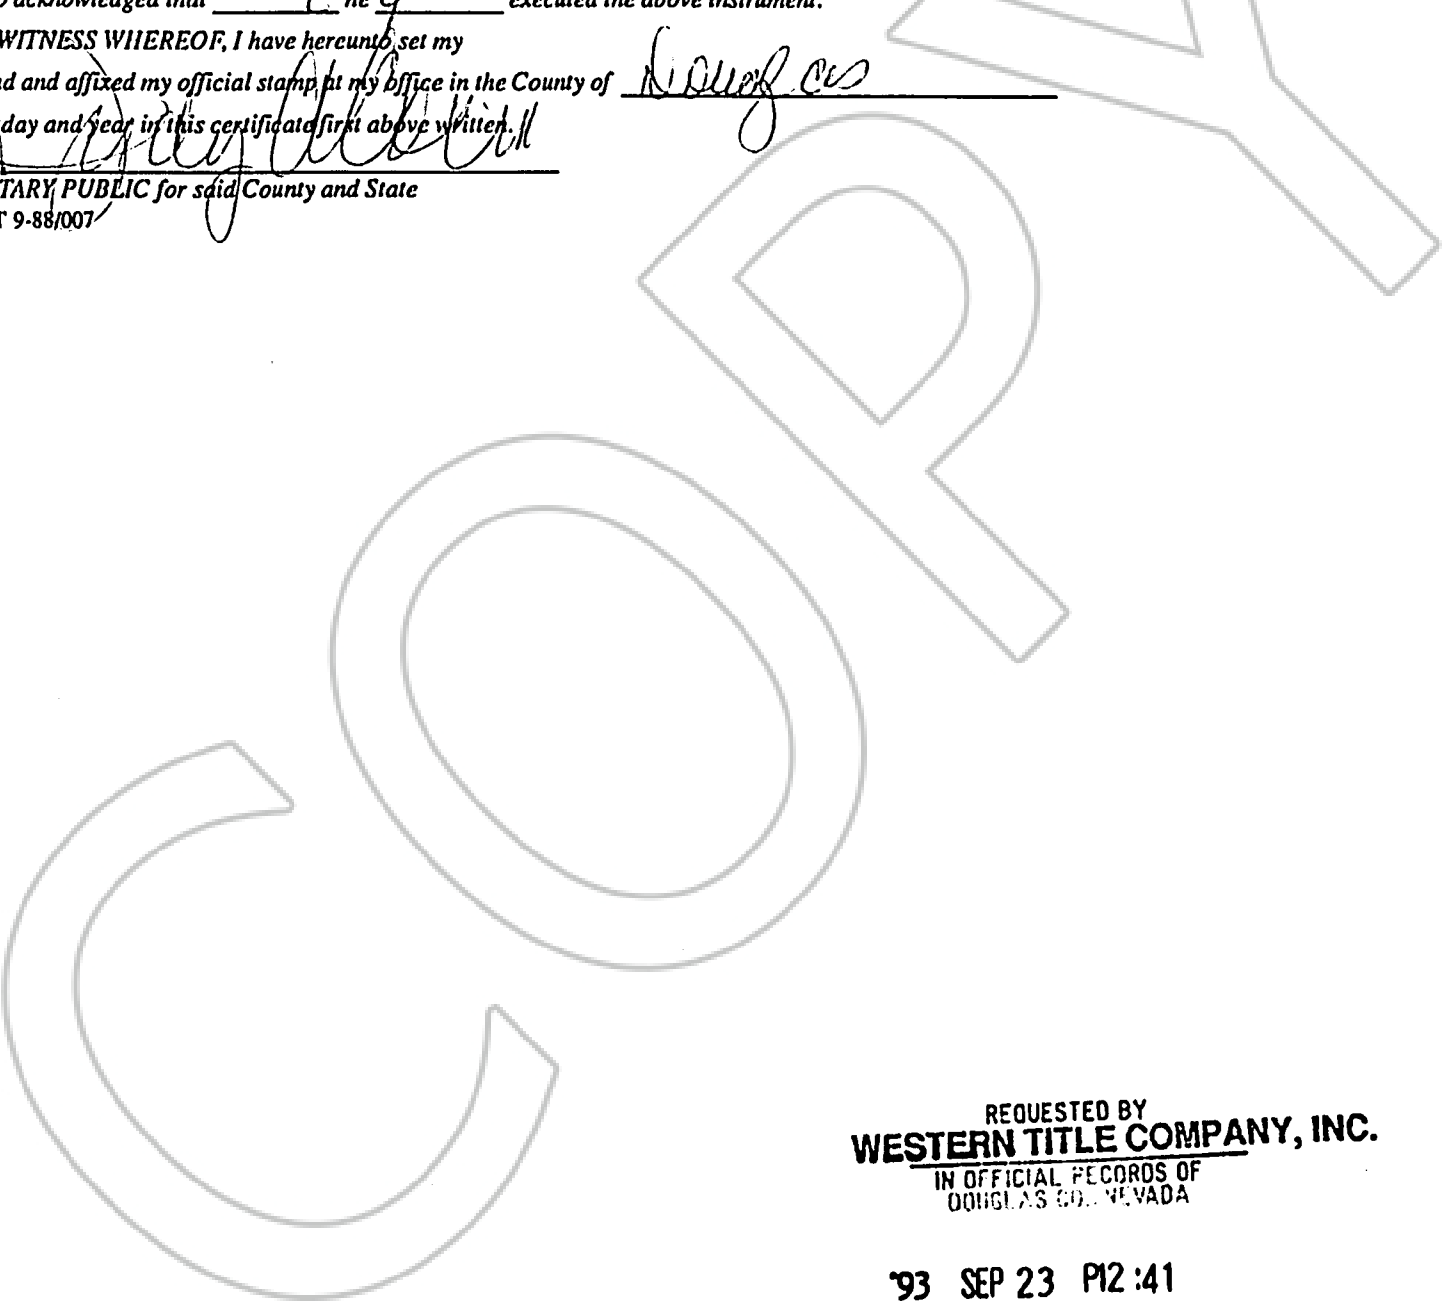 acknowledged that he executed the above instrument.
WITNESS WHEREOF, I have hereunto set my
and affixed my official stamp at my office in the County of Douglas
day and year in this certificate first above written.
TARY PUBLIC for said County and State
T 9-88/007
COPY
REQUESTED BY
WESTERN TITLE COMPANY, INC.
IN OFFICIAL RECORDS OF
DOUGLAS CO., NEVADA
'93 SEP 23 P12:41